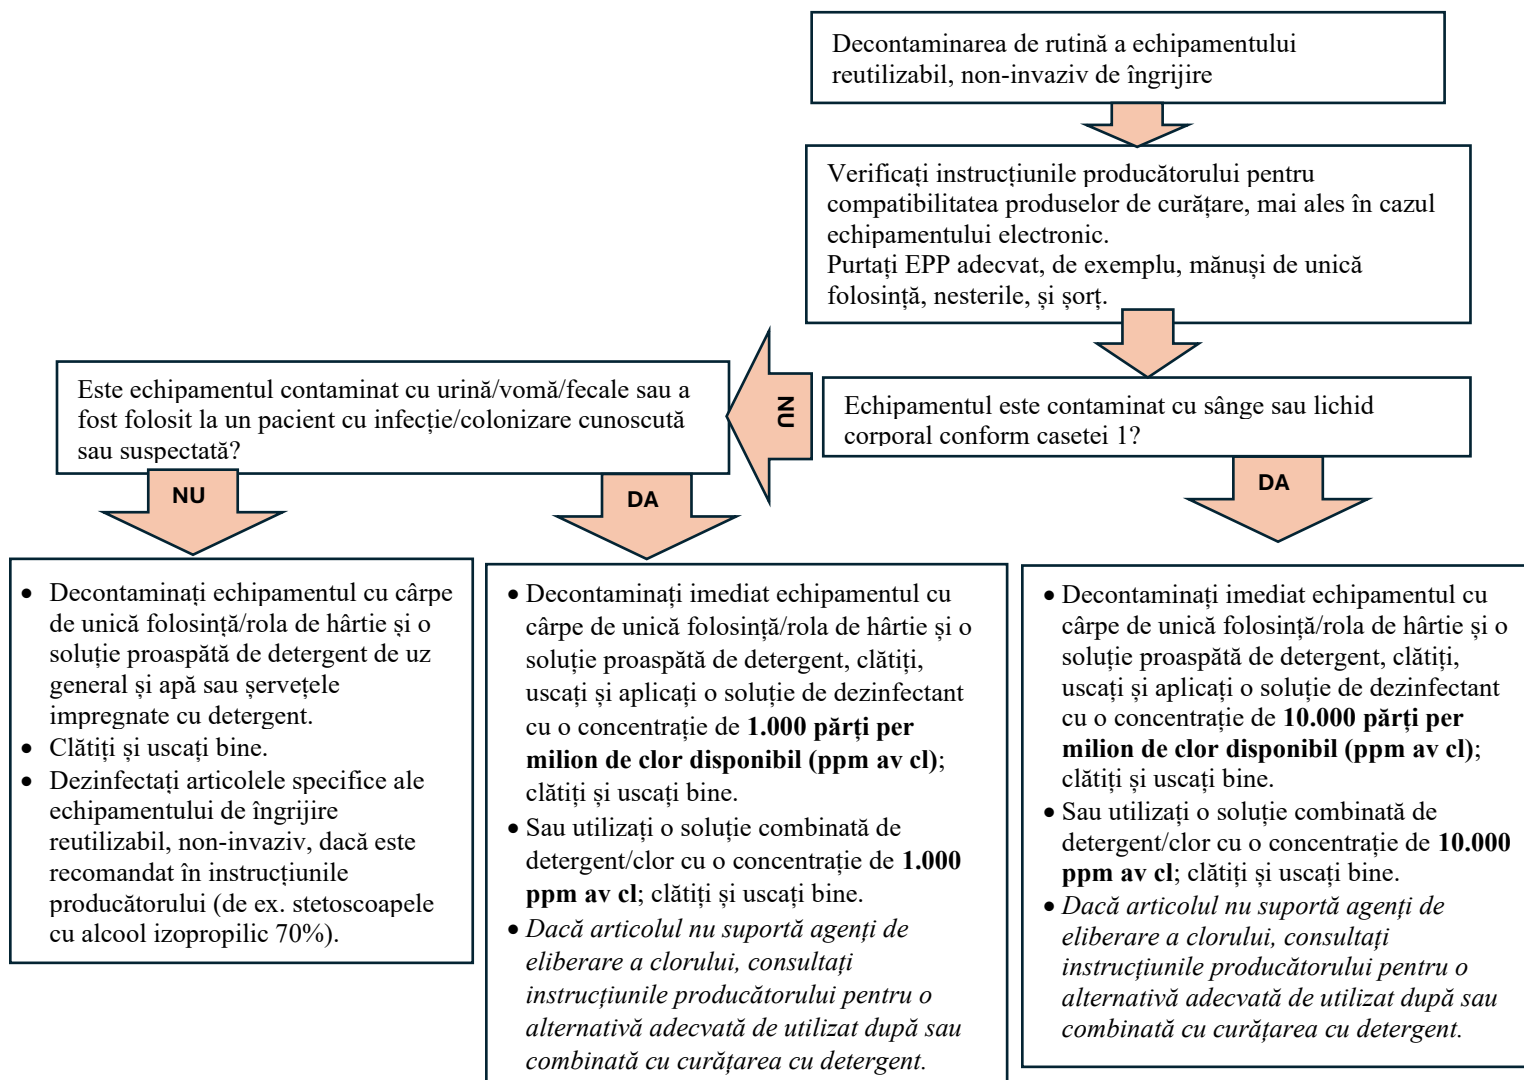 Decontaminarea de rutină a echipamentului
reutilizabil, non-invaziv de îngrijire
Verificați instrucțiunile producătorului pentru
compatibilitatea produselor de curățare, mai ales în cazul
echipamentului electronic.
Purtați EPP adecvat, de exemplu, mănuși de unică
folosință, nesterile, și șorț.
Echipamentul este contaminat cu sânge sau lichid
corporal conform casetei 1?
NU
Este echipamentul contaminat cu urină/vomă/fecale sau a
fost folosit la un pacient cu infecție/colonizare cunoscută
sau suspectată?
NU
DA
DA
• Decontaminați echipamentul cu cârpe
de unică folosință/rola de hârtie și o
soluție proaspătă de detergent de uz
general și apă sau șervețele
impregnate cu detergent.
• Clătiți și uscați bine.
• Dezinfectați articolele specifice ale
echipamentului de îngrijire
reutilizabil, non-invaziv, dacă este
recomandat în instrucțiunile
producătorului (de ex. stetoscoapele
cu alcool izopropilic 70%).
• Decontaminați imediat echipamentul cu
cârpe de unică folosință/rola de hârtie și o
soluție proaspătă de detergent, clătiți,
uscați și aplicați o soluție de dezinfectant
cu o concentrație de 1.000 părți per
milion de clor disponibil (ppm av cl);
clătiți și uscați bine.
• Sau utilizați o soluție combinată de
detergent/clor cu o concentrație de 1.000
ppm av cl; clătiți și uscați bine.
• Dacă articolul nu suportă agenți de
eliberare a clorului, consultați
instrucțiunile producătorului pentru o
alternativă adecvată de utilizat după sau
combinată cu curățarea cu detergent.
• Decontaminați imediat echipamentul cu
cârpe de unică folosință/rola de hârtie și o
soluție proaspătă de detergent, clătiți,
uscați și aplicați o soluție de dezinfectant
cu o concentrație de 10.000 părți per
milion de clor disponibil (ppm av cl);
clătiți și uscați bine.
• Sau utilizați o soluție combinată de
detergent/clor cu o concentrație de 10.000
ppm av cl; clătiți și uscați bine.
• Dacă articolul nu suportă agenți de
eliberare a clorului, consultați
instrucțiunile producătorului pentru o
alternativă adecvată de utilizat după sau
combinată cu curățarea cu detergent.